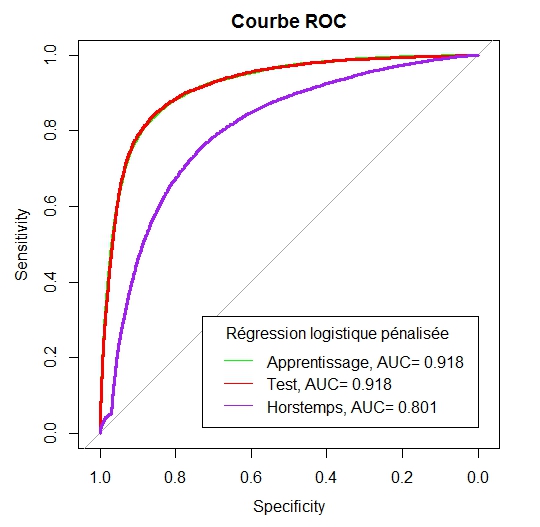 Courbe ROC
Sensitivity
1.0
0.8
0.6
0.4
0.2
0.0
Régression logistique pénalisée
Apprentissage, AUC= 0.918
Test, AUC= 0.918
Horstemps, AUC= 0.801
1.0 0.8 0.6 0.4 0.2 0.0
Specificity